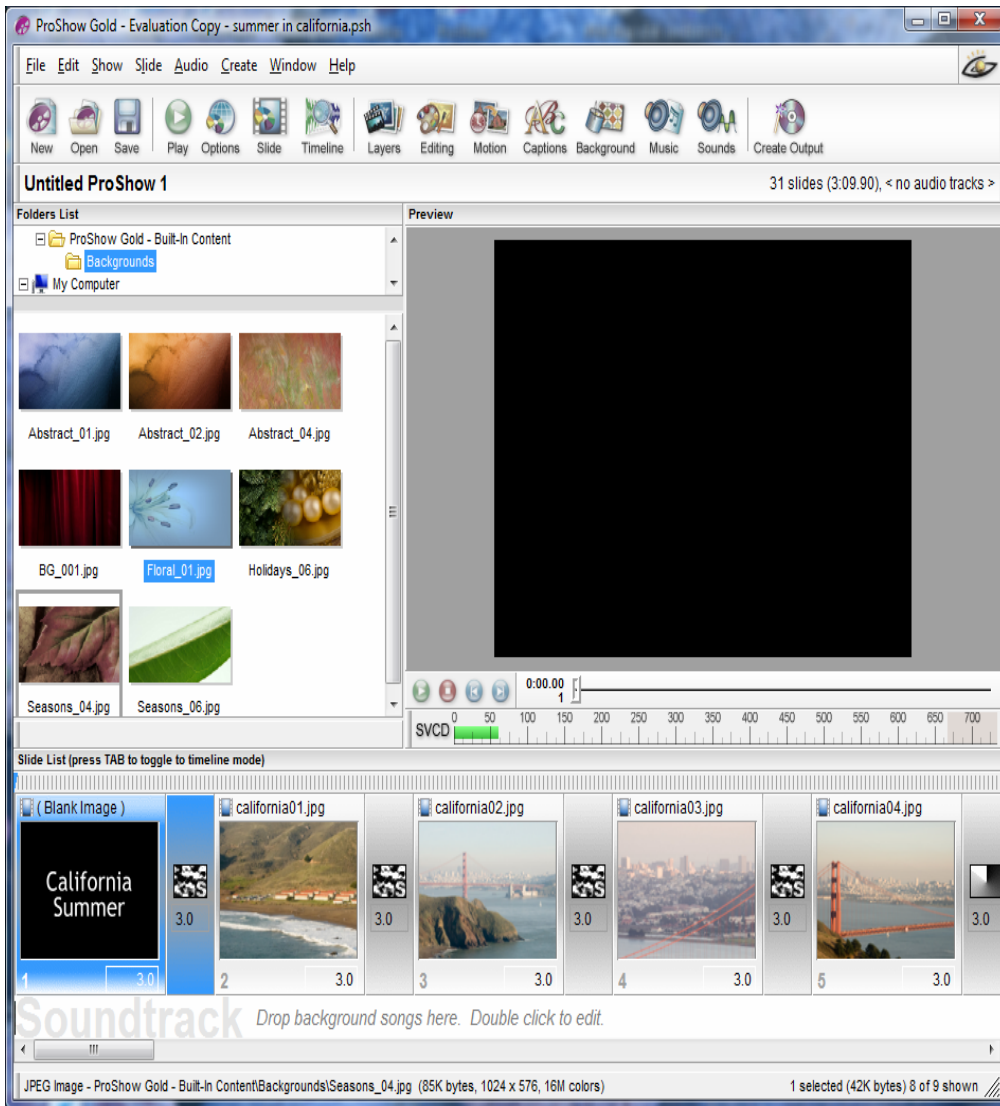 ProShow Gold - Evaluation Copy - summer in california.psh
File Edit Show Slide Audio Create Window Help
New Open Save Play Options Slide Timeline Layers Editing Motion Captions Background Music Sounds Create Output
Untitled ProShow 1
31 slides (3:09.90), < no audio tracks >
Folders List
ProShow Gold - Built-In Content
Backgrounds
My Computer
Abstract_01.jpg Abstract_02.jpg Abstract_04.jpg
BG_001.jpg Floral_01.jpg Holidays_06.jpg
Seasons_04.jpg Seasons_06.jpg
Preview
0:00.00
1
SVCD 0 50 100 150 200 250 300 350 400 450 500 550 600 650 700
Slide List (press TAB to toggle to timeline mode)
( Blank Image ) california01.jpg california02.jpg california03.jpg california04.jpg
California
Summer
S S S S
3.0 3.0 3.0 3.0 3.0
1 3.0 2 3.0 3 3.0 4 3.0 5 3.0
Soundtrack Drop background songs here. Double click to edit.
JPEG Image - ProShow Gold - Built-In Content\Backgrounds\Seasons_04.jpg (85K bytes, 1024 x 576, 16M colors)
1 selected (42K bytes) 8 of 9 shown